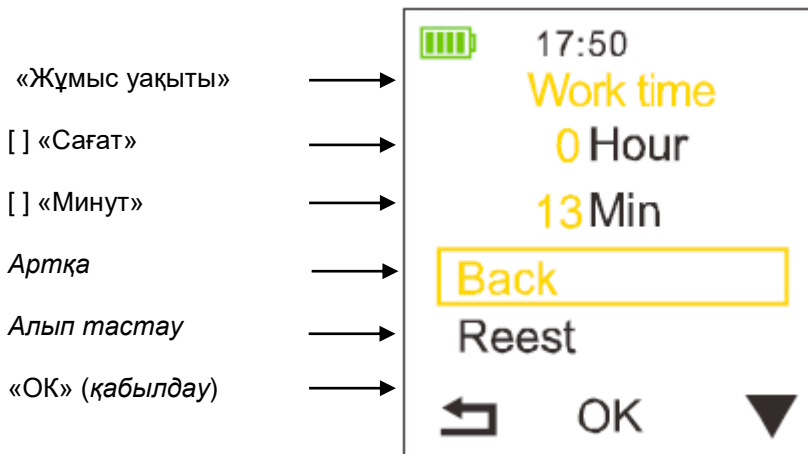 17:50
«Жұмыс уақыты» Work time
[ ] «Сағат» 0 Hour
[ ] «Минут» 13 Min
Артқа Back
Алып тастау Reest
«ОК» (қабылдау) OK